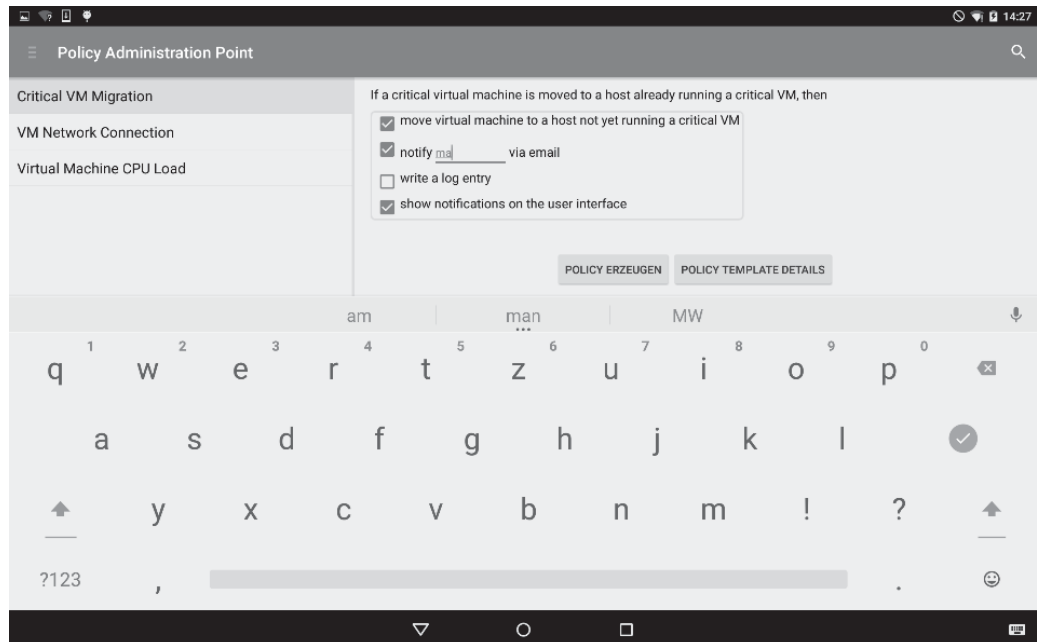 14:27
Policy Administration Point
Critical VM Migration
VM Network Connection
Virtual Machine CPU Load
If a critical virtual machine is moved to a host already running a critical VM, then
move virtual machine to a host not yet running a critical VM
notify ma via email
write a log entry
show notifications on the user interface
POLICY ERZEUGEN POLICY TEMPLATE DETAILS
am man MW
1 2 3 4 5 6 7 8 9 0
q w e r t z u i o p
a s d f g h j k l
y x c v b n m ! ?
?123 , .